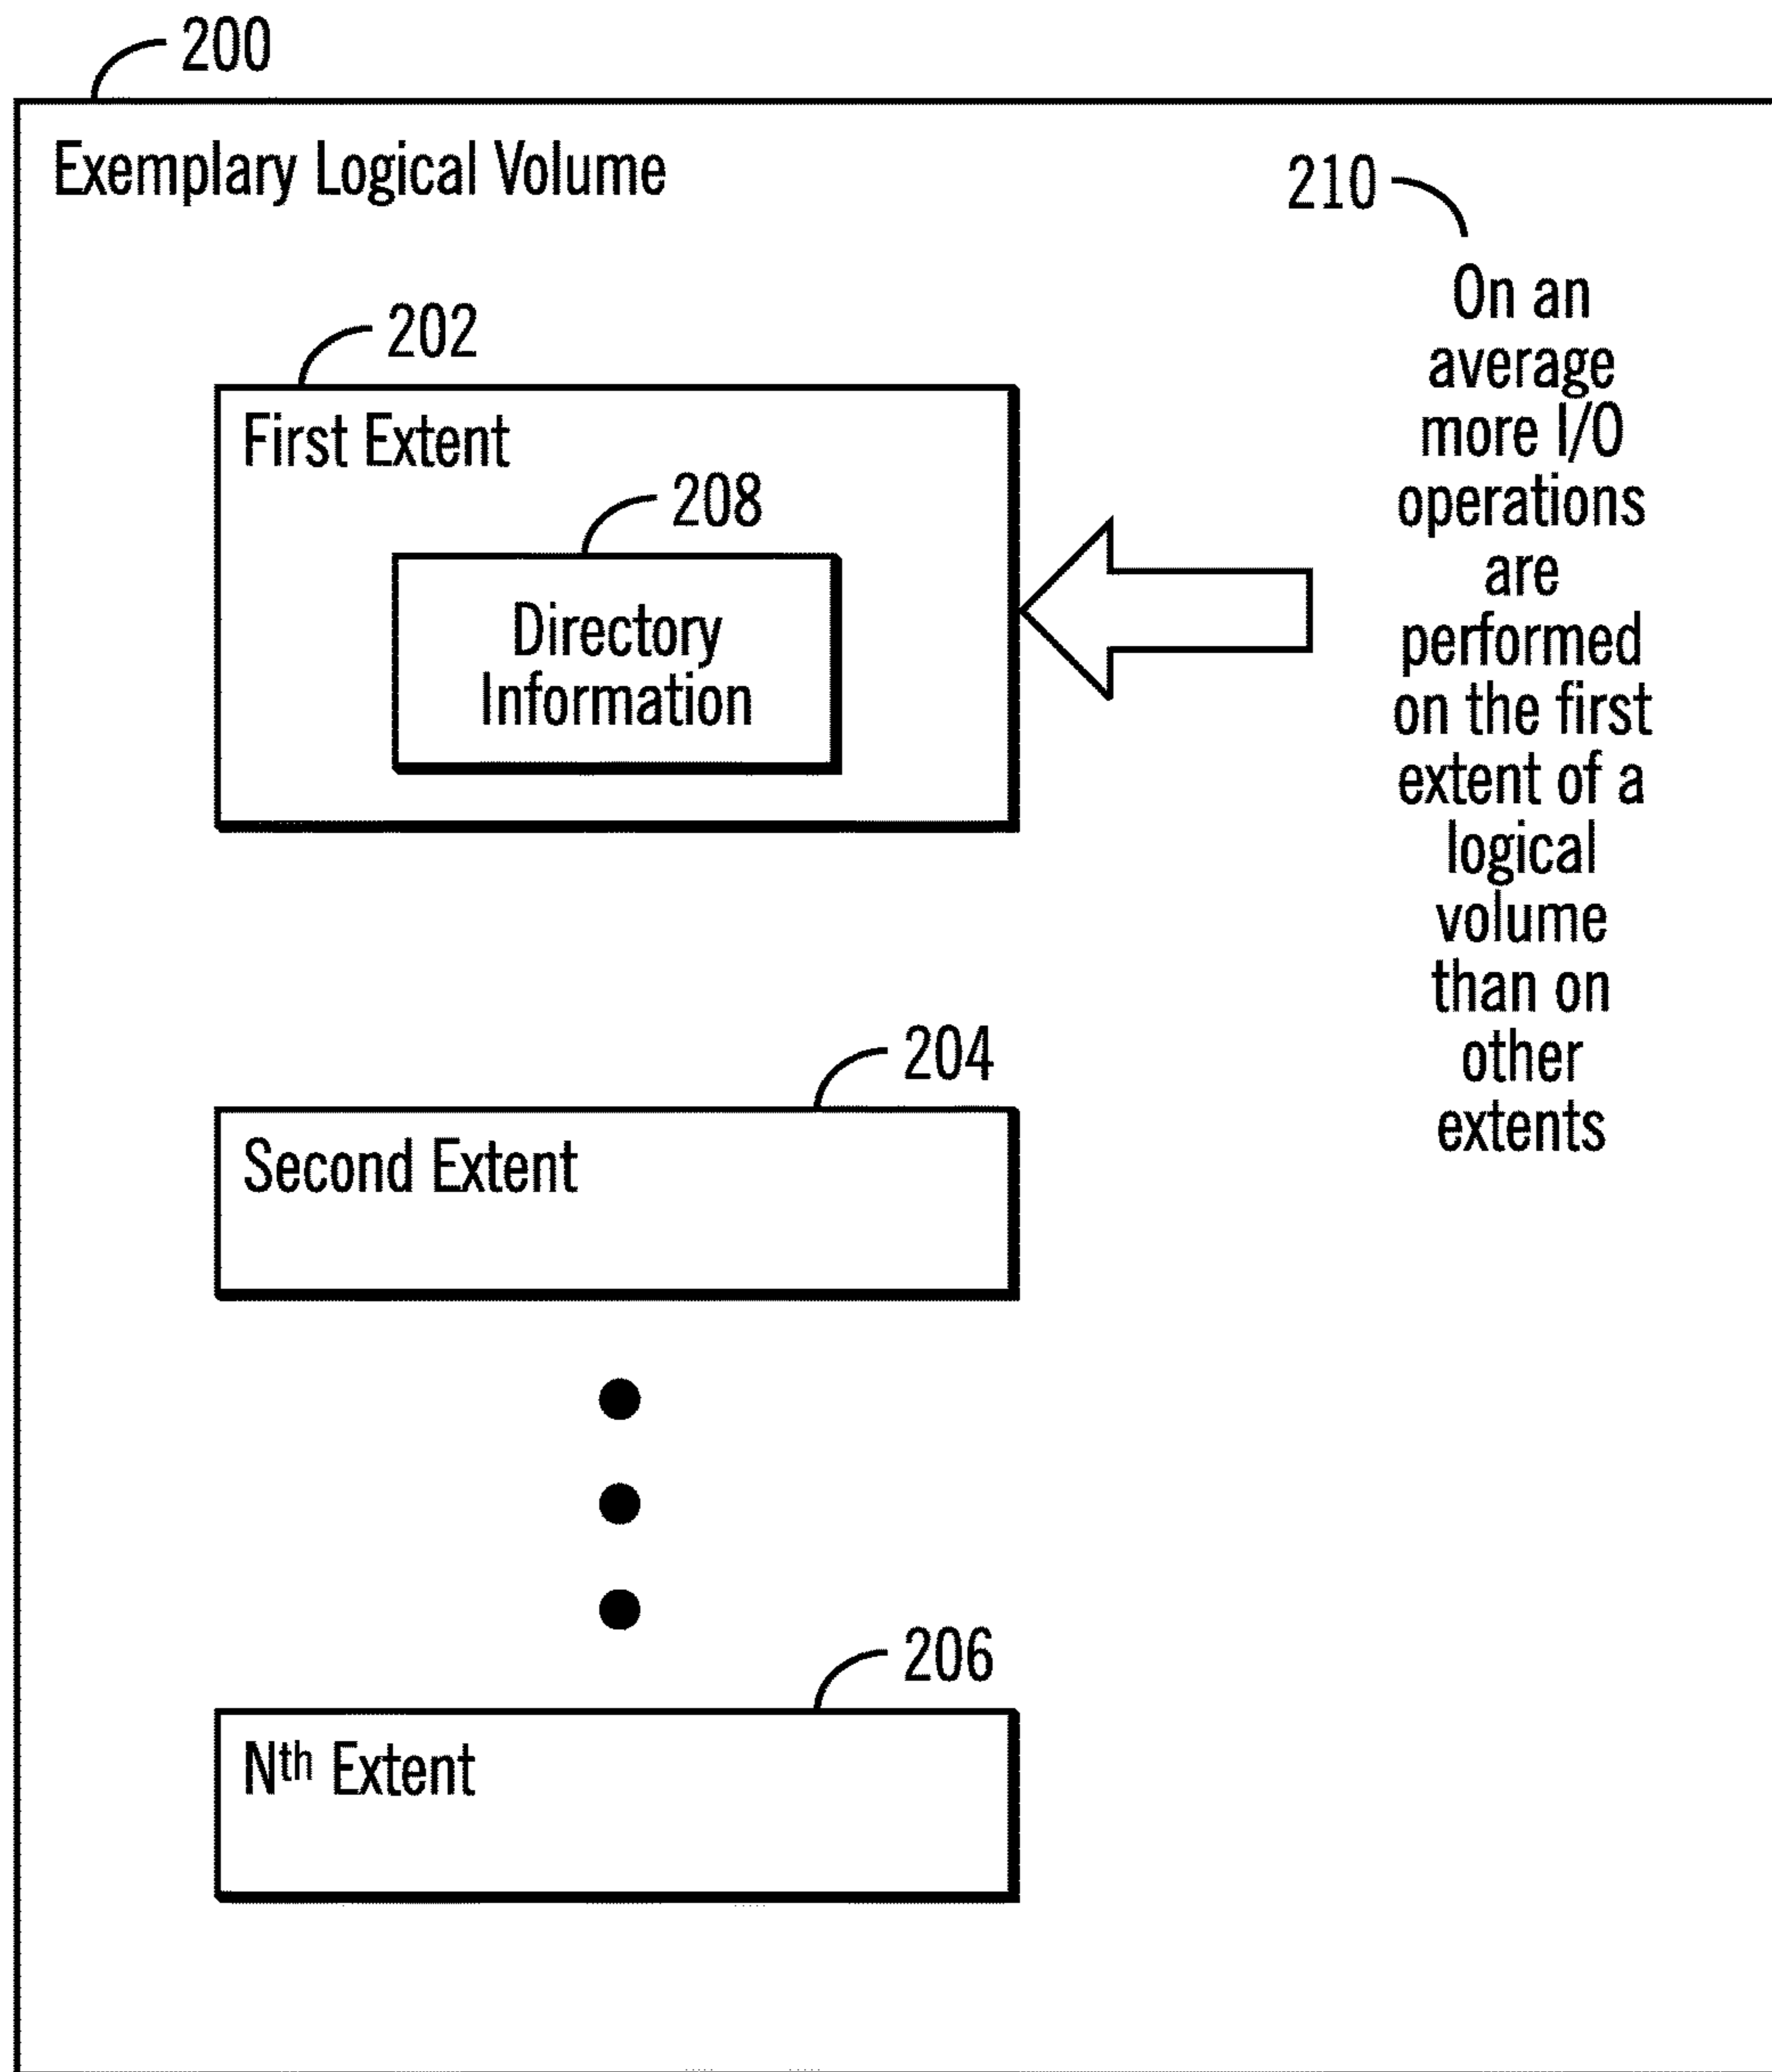 200
Exemplary Logical Volume
210
On an
average
more I/O
operations
are
performed
on the first
extent of a
logical
volume
than on
other
extents
202
First Extent
208
Directory
Information
204
Second Extent
206
Nth Extent